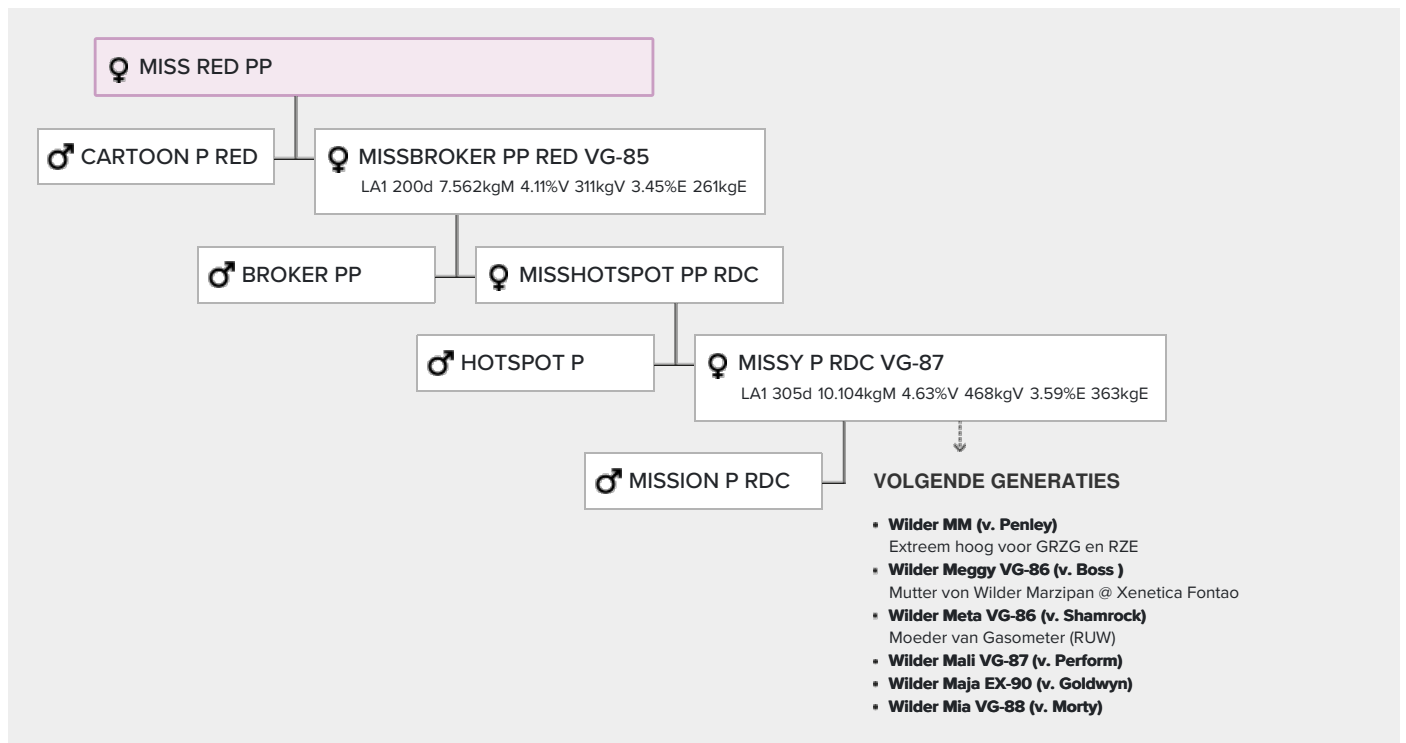 MISS RED PP
CARTOON P RED
MISSBROKER PP RED VG-85
LA1 200d 7.562kgM 4.11%V 311kgV 3.45%E 261kgE
BROKER PP
MISSHOTSPOT PP RDC
HOTSPOT P
MISSY P RDC VG-87
LA1 305d 10.104kgM 4.63%V 468kgV 3.59%E 363kgE
MISSION P RDC
VOLGENDE GENERATIES
Wilder MM (v. Penley)
Extreem hoog voor GRZG en RZE
Wilder Meggy VG-86 (v. Boss )
Mutter von Wilder Marzipan @ Xenetica Fontao
Wilder Meta VG-86 (v. Shamrock)
Moeder van Gasometer (RUW)
Wilder Mali VG-87 (v. Perform)
Wilder Maja EX-90 (v. Goldwyn)
Wilder Mia VG-88 (v. Morty)